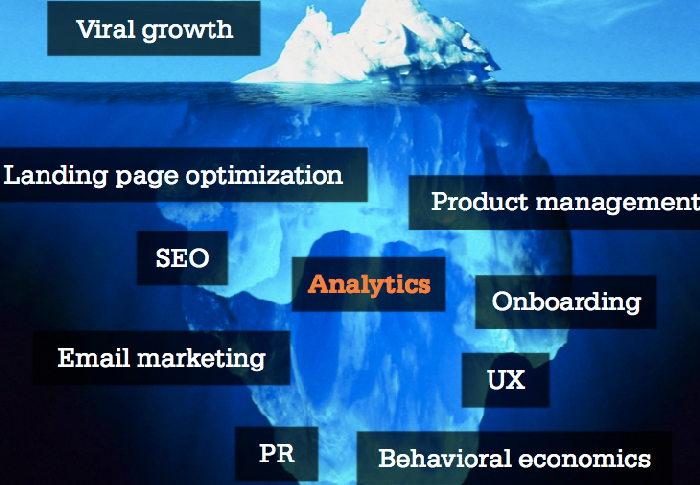 Viral growth
Landing page optimization
Product management
SEO
Analytics
Onboarding
Email marketing
UX
PR
Behavioral economics